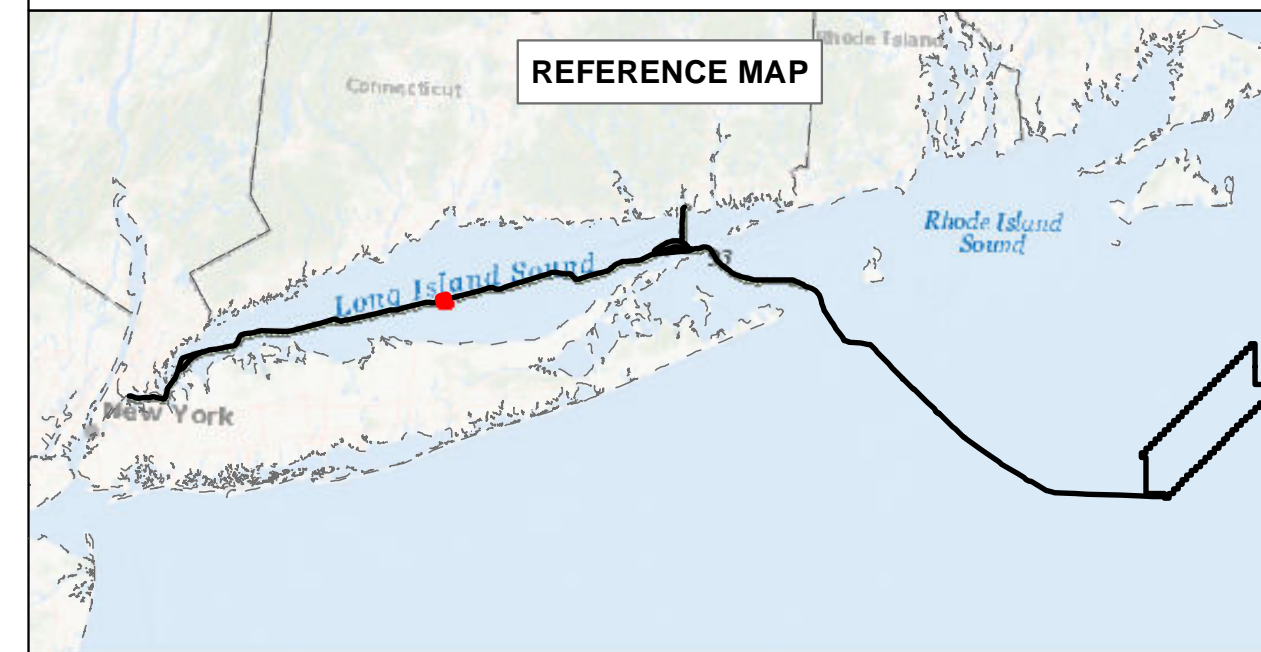 Rhode Island
REFERENCE MAP
Connecticut
Rhode Island
Sound
Long Island Sound
New York